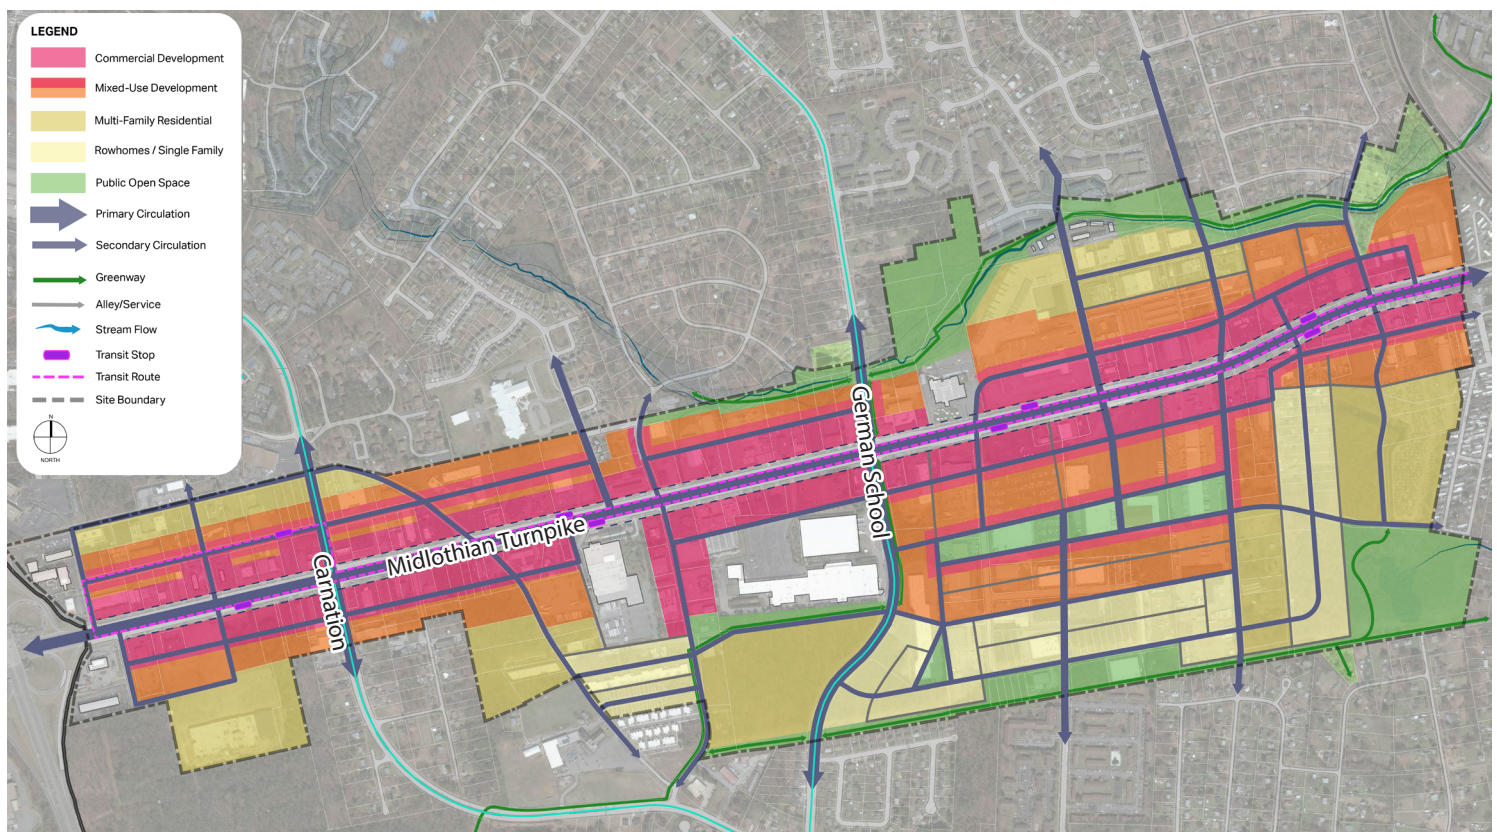 LEGEND
Commercial Development
Mixed-Use Development
Multi-Family Residential
Rowhomes / Single Family
Public Open Space
Primary Circulation
Secondary Circulation
Greenway
Alley/Service
Stream Flow
Transit Stop
Transit Route
Site Boundary
N
NORTH
German School
Midlothian Turnpike
Carnation